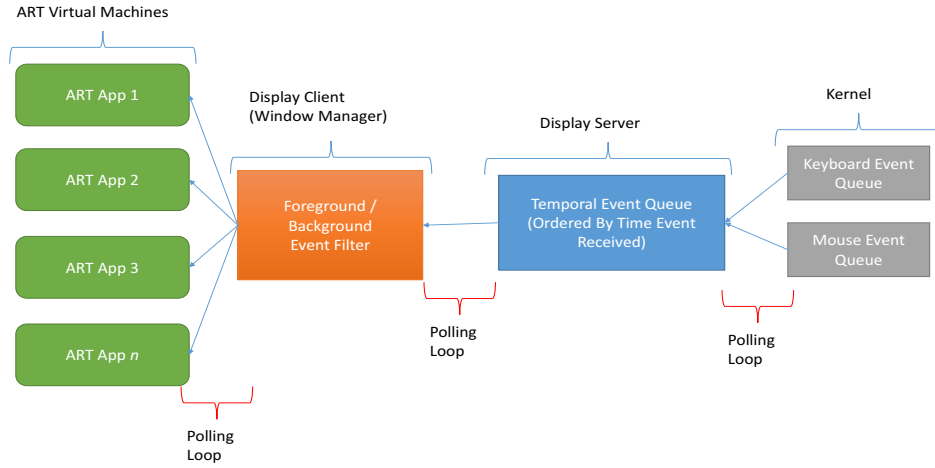 ART Virtual Machines
ART App 1
ART App 2
ART App 3
ART App n
Polling
Loop
Display Client
(Window Manager)
Foreground /
Background
Event Filter
Polling
Loop
Display Server
Temporal Event Queue
(Ordered By Time Event
Received)
Polling
Loop
Kernel
Keyboard Event
Queue
Mouse Event
Queue